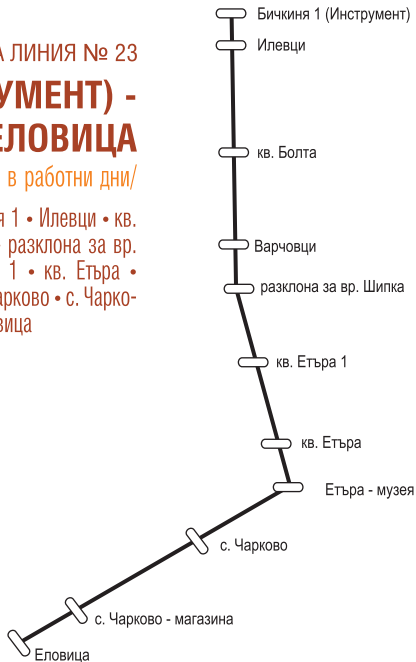 А ЛИНИЯ № 23
УМЕНТ) -
ЕЛОВИЦА
в работни дни/
я 1 • Илевци • кв.
разклона за вр.
1 • кв. Етъра •
арково • с. Чарко-
вица
Бичкиня 1 (Инструмент)
Илевци
кв. Болта
Варчовци
разклона за вр. Шипка
кв. Етъра 1
кв. Етъра
Етъра - музея
с. Чарково
с. Чарково - магазина
Еловица